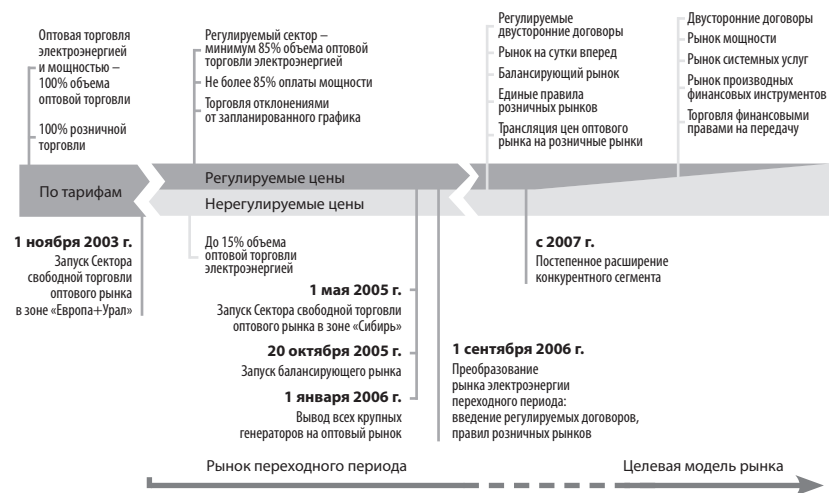 Оптовая торговля
электроэнергией
и мощностью –
100% объема
оптовой торговли
100% розничной
торговли
Регулируемый сектор –
минимум 85% объема оптовой
торговли электроэнергией
Не более 85% оплаты мощности
Торговля отклонениями
от запланированного графика
Регулируемые
двусторонние договоры
Рынок на сутки вперед
Балансирующий рынок
Единые правила
розничных рынков
Трансляция цен оптового
рынка на розничные рынки
Двусторонние договоры
Рынок мощности
Рынок системных услуг
Рынок производных
финансовых инструментов
Торговля финансовыми
правами на передачу
По тарифам
Регулируемые цены
Нерегулируемые цены
1 ноября 2003 г.
Запуск Сектора
свободной торговли
оптового рынка
в зоне «Европа+Урал»
До 15% объема
оптовой торговли
электроэнергией
1 мая 2005 г.
Запуск Сектора свободной торговли
оптового рынка в зоне «Сибирь»
20 октября 2005 г.
Запуск балансирующего рынка
1 января 2006 г.
Вывод всех крупных
генераторов на оптовый рынок
с 2007 г.
Постепенное расширение
конкурентного сегмента
1 сентября 2006 г.
Преобразование
рынка электроэнергии
переходного периода:
введение регулируемых договоров,
правил розничных рынков
Рынок переходного периода
Целевая модель рынка